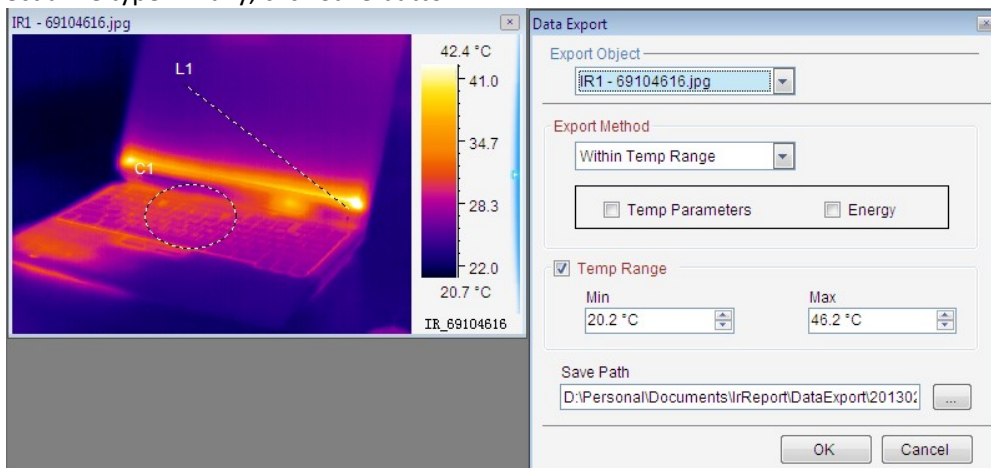 IR1 - 69104616.jpg
42.4 °C
L1
41.0
34.7
C1
28.3
22.0
20.7 °C
IR_69104616
Data Export
Export Object
IR1 - 69104616.jpg
Export Method
Within Temp Range
Temp Parameters
Energy
Temp Range
Min
Max
20.2 °C
46.2 °C
Save Path
D:\Personal\Documents\IrReport\DataExport\20130
...
OK
Cancel